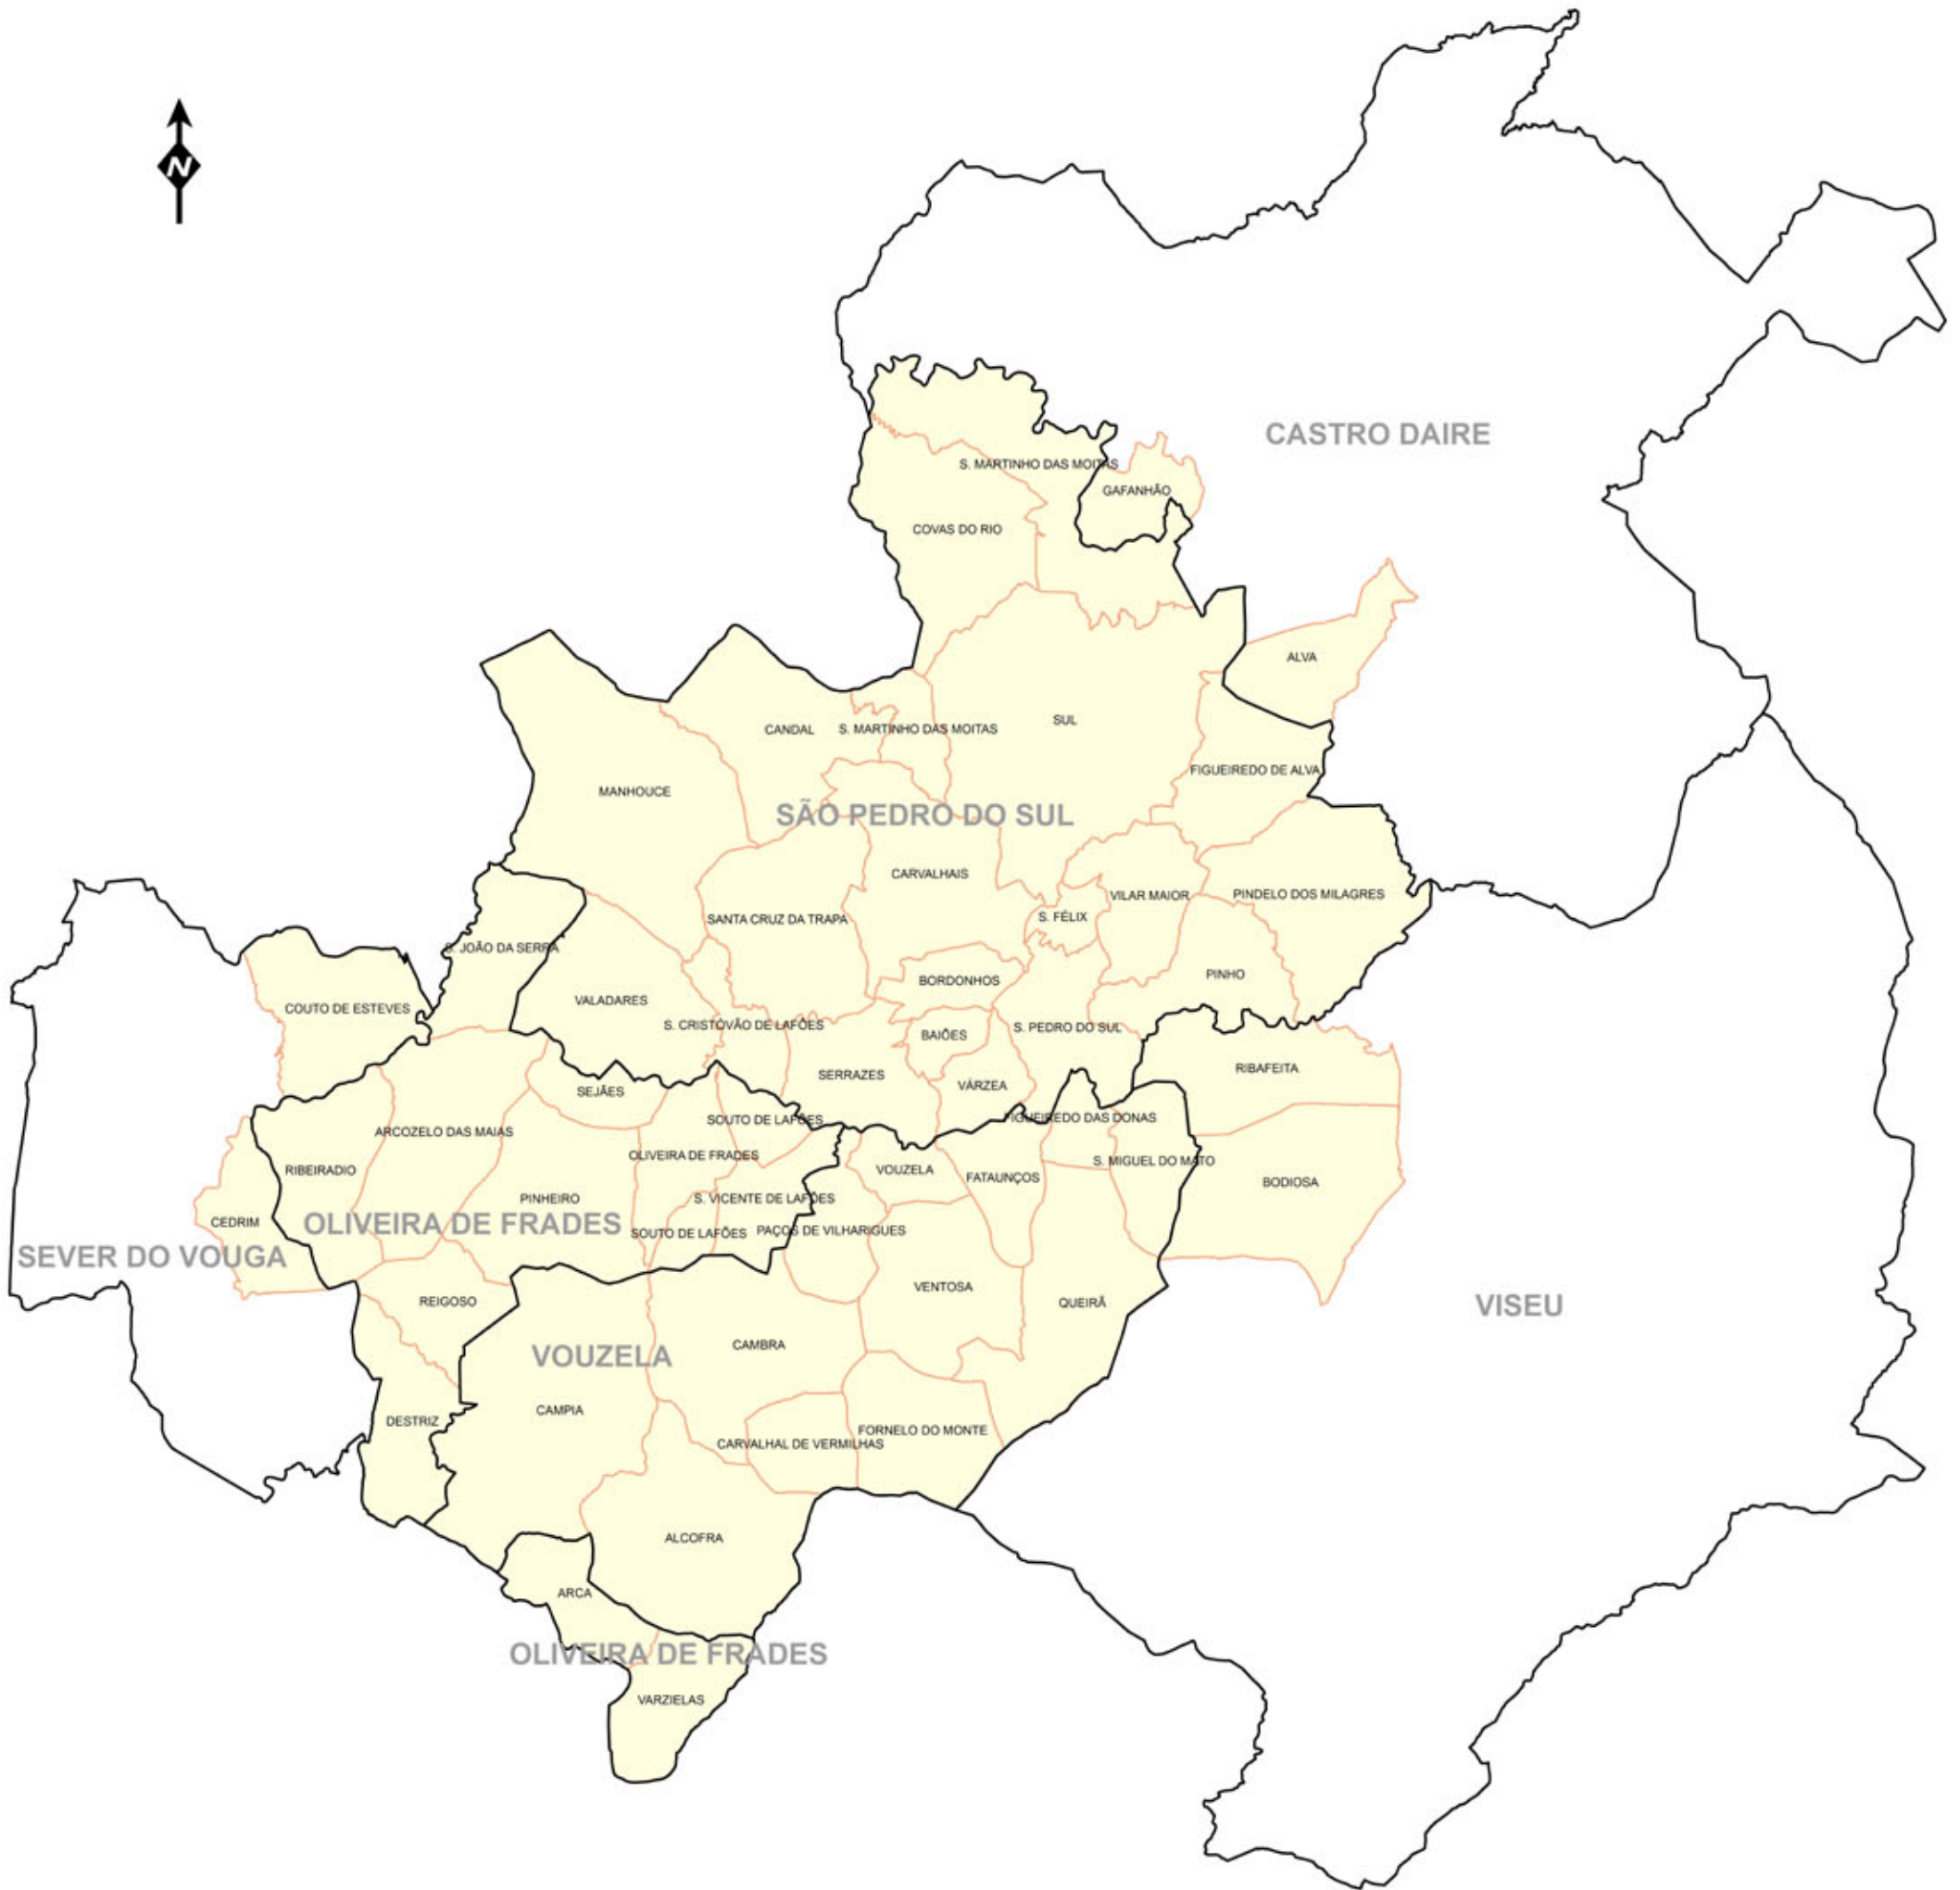 N
CASTRO DAIRE
S. MARTINHO DAS MOITAS
GAFANHÃO
COVAS DO RIO
ALVA
SUL
CANDAL
S. MARTINHO DAS MOITAS
FIGUEIREDO DE ALVA
MANHOUCE
SÃO PEDRO DO SUL
CARVALHAIS
VILAR MAIOR
PINDELO DOS MILAGRES
SANTA CRUZ DA TRAPA
S. FÉLIX
S. JOÃO DA SERRA
PINHO
BORDONHOS
VALADARES
COUTO DE ESTEVES
S. CRISTÓVÃO DE LAFÕES
S. PEDRO DO SUL
BAIÕES
RIBAFEITA
SERRAZES
VÁRZEA
SEJÃES
SOUTO DE LAFÕES
FIGUEIREDO DAS DONAS
ARCOZELO DAS MAIAS
OLIVEIRA DE FRADES
S. MIGUEL DO MATO
RIBEIRADIO
VOUZELA
FATAUNÇOS
BODIOSA
PINHEIRO
S. VICENTE DE LAFÕES
CEDRIM
OLIVEIRA DE FRADES
SOUTO DE LAFÕES
PAÇOS DE VILHARIGUES
SEVER DO VOUGA
VENTOSA
REIGOSO
QUEIRÃ
VISEU
CAMBRA
VOUZELA
CAMPIA
DESTRIZ
FORNELO DO MONTE
CARVALHAL DE VERMILHAS
ALCOFRA
ARCA
OLIVEIRA DE FRADES
VARZIELAS